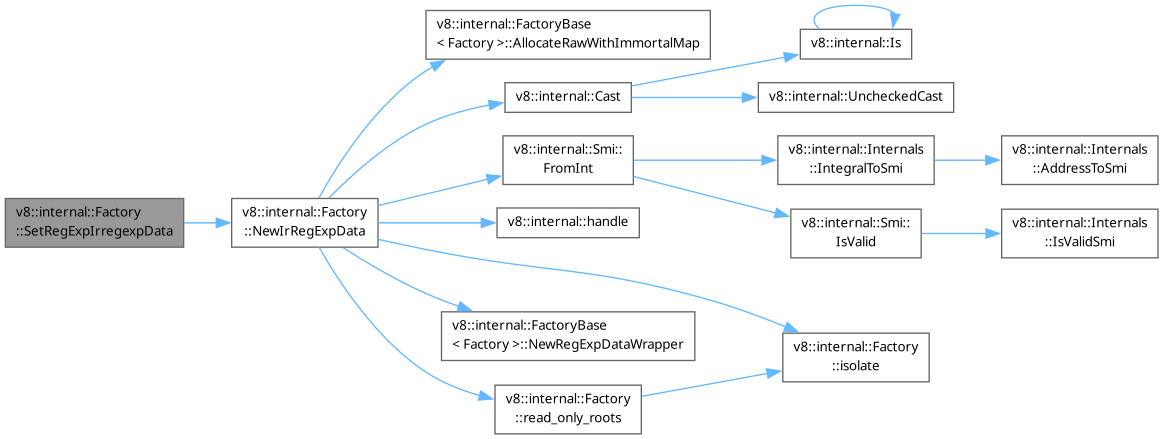 v8::internal::Factory
::SetRegExpIrregexpData
v8::internal::Factory
::NewIrRegExpData
v8::internal::FactoryBase
< Factory >::AllocateRawWithImmortalMap
v8::internal::Cast
v8::internal::Is
v8::internal::UncheckedCast
v8::internal::Smi::
FromInt
v8::internal::Internals
::IntegralToSmi
v8::internal::Internals
::AddressToSmi
v8::internal::Smi::
IsValid
v8::internal::Internals
::IsValidSmi
v8::internal::handle
v8::internal::FactoryBase
< Factory >::NewRegExpDataWrapper
v8::internal::Factory
::isolate
v8::internal::Factory
::read_only_roots